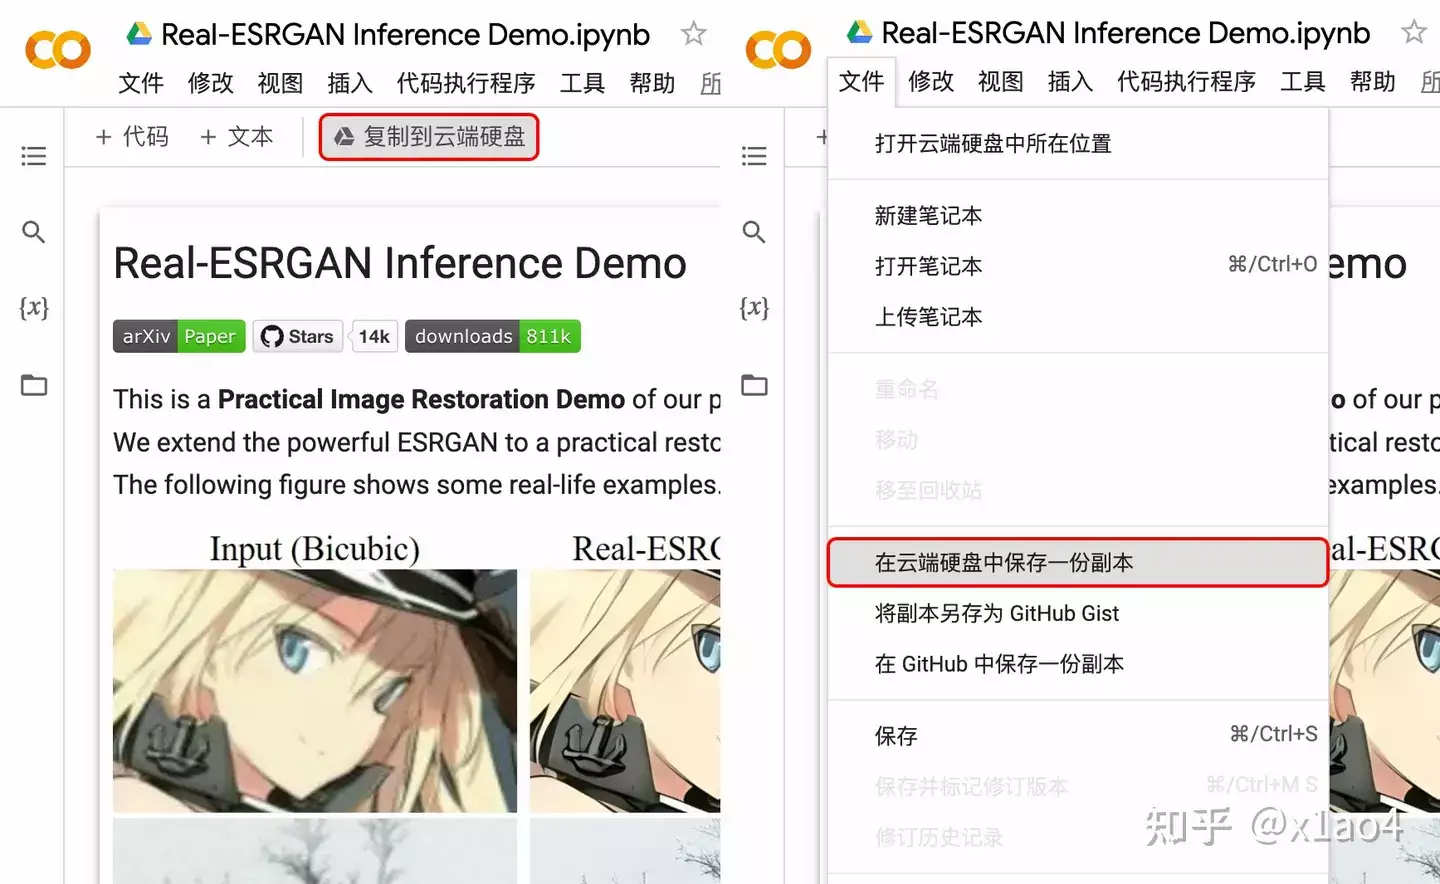 Real-ESRGAN Inference Demo.ipynb
文件 修改 视图 插入 代码执行程序 工具 帮助 所
+ 代码 + 文本 复制到云端硬盘
{x}
Real-ESRGAN Inference Demo
arXiv Paper Stars 14k downloads 811k
This is a Practical Image Restoration Demo of our p
We extend the powerful ESRGAN to a practical resto
The following figure shows some real-life examples.
Input (Bicubic) Real-ESRG
Real-ESRGAN Inference Demo.ipynb
文件 修改 视图 插入 代码执行程序 工具 帮助 所
+
打开云端硬盘中所在位置
新建笔记本
打开笔记本 ⌘/Ctrl+O
上传笔记本
重命名
移动
移至回收站
在云端硬盘中保存一份副本
将副本另存为 GitHub Gist
在 GitHub 中保存一份副本
保存 ⌘/Ctrl+S
保存并标记修订版本 ⌘/Ctrl+M S
修订历史记录
{x}
emo
o of our p
tical resto
examples.
al-ESRG
知乎 @x1ao4